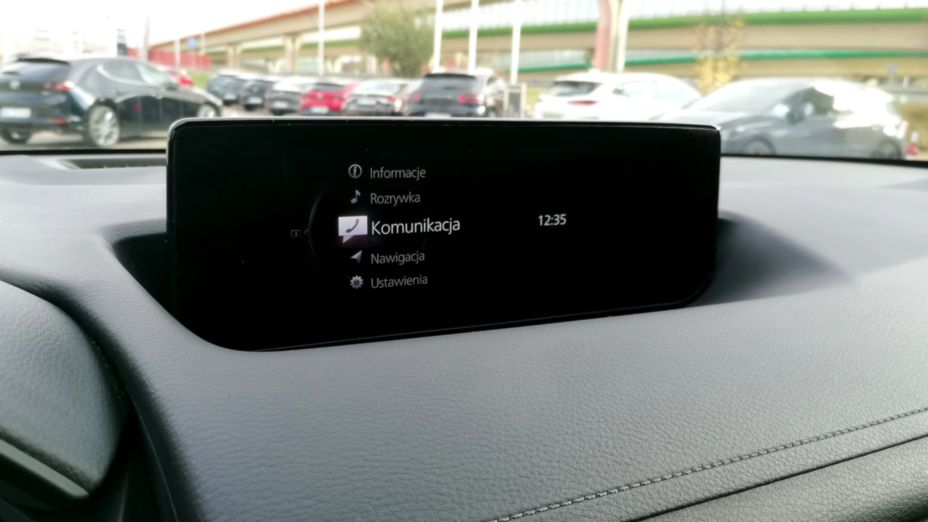 Informacje
Rozrywka
Komunikacja
12:35
Nawigacja
Ustawienia